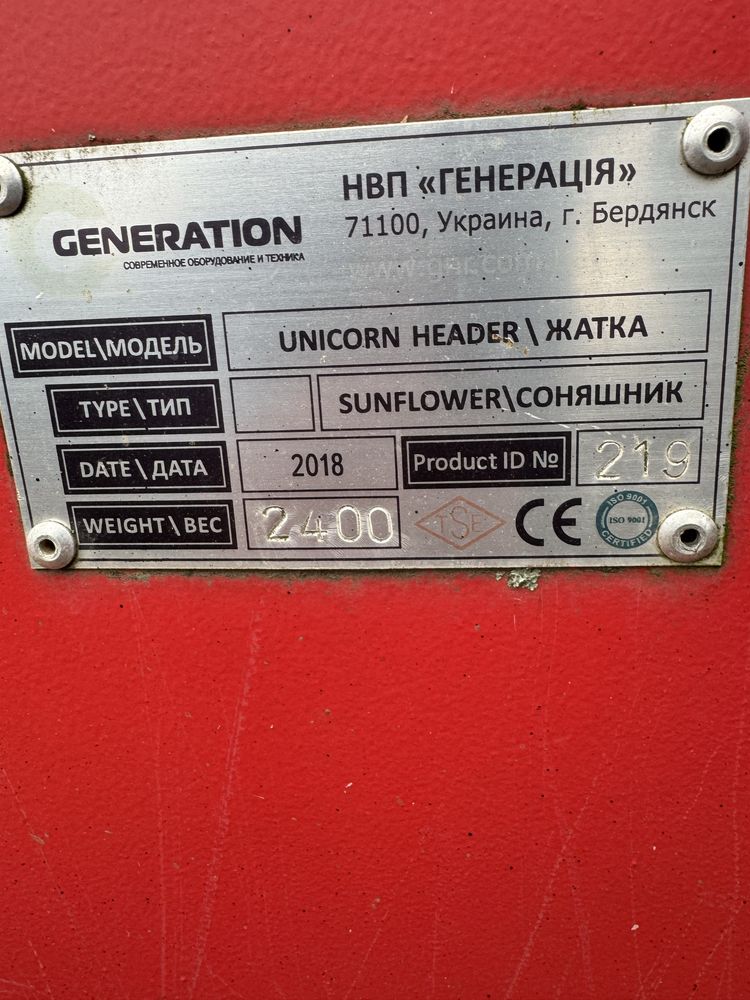 НВП «ГЕНЕРАЦІЯ»
71100, Украина, г. Бердянск
GENERATION
СОВРЕМЕННОЕ ОБОРУДОВАНИЕ И ТЕХНИКА
MODEL\МОДЕЛЬ UNICORN HEADER \ ЖАТКА
TYPE\ТИП SUNFLOWER\СОНЯШНИК
DATE\ДАТА 2018 Product ID № 219
WEIGHT\ВЕС 2400 TSE CE ISO 9001 ISO 9001 CERTIFIED